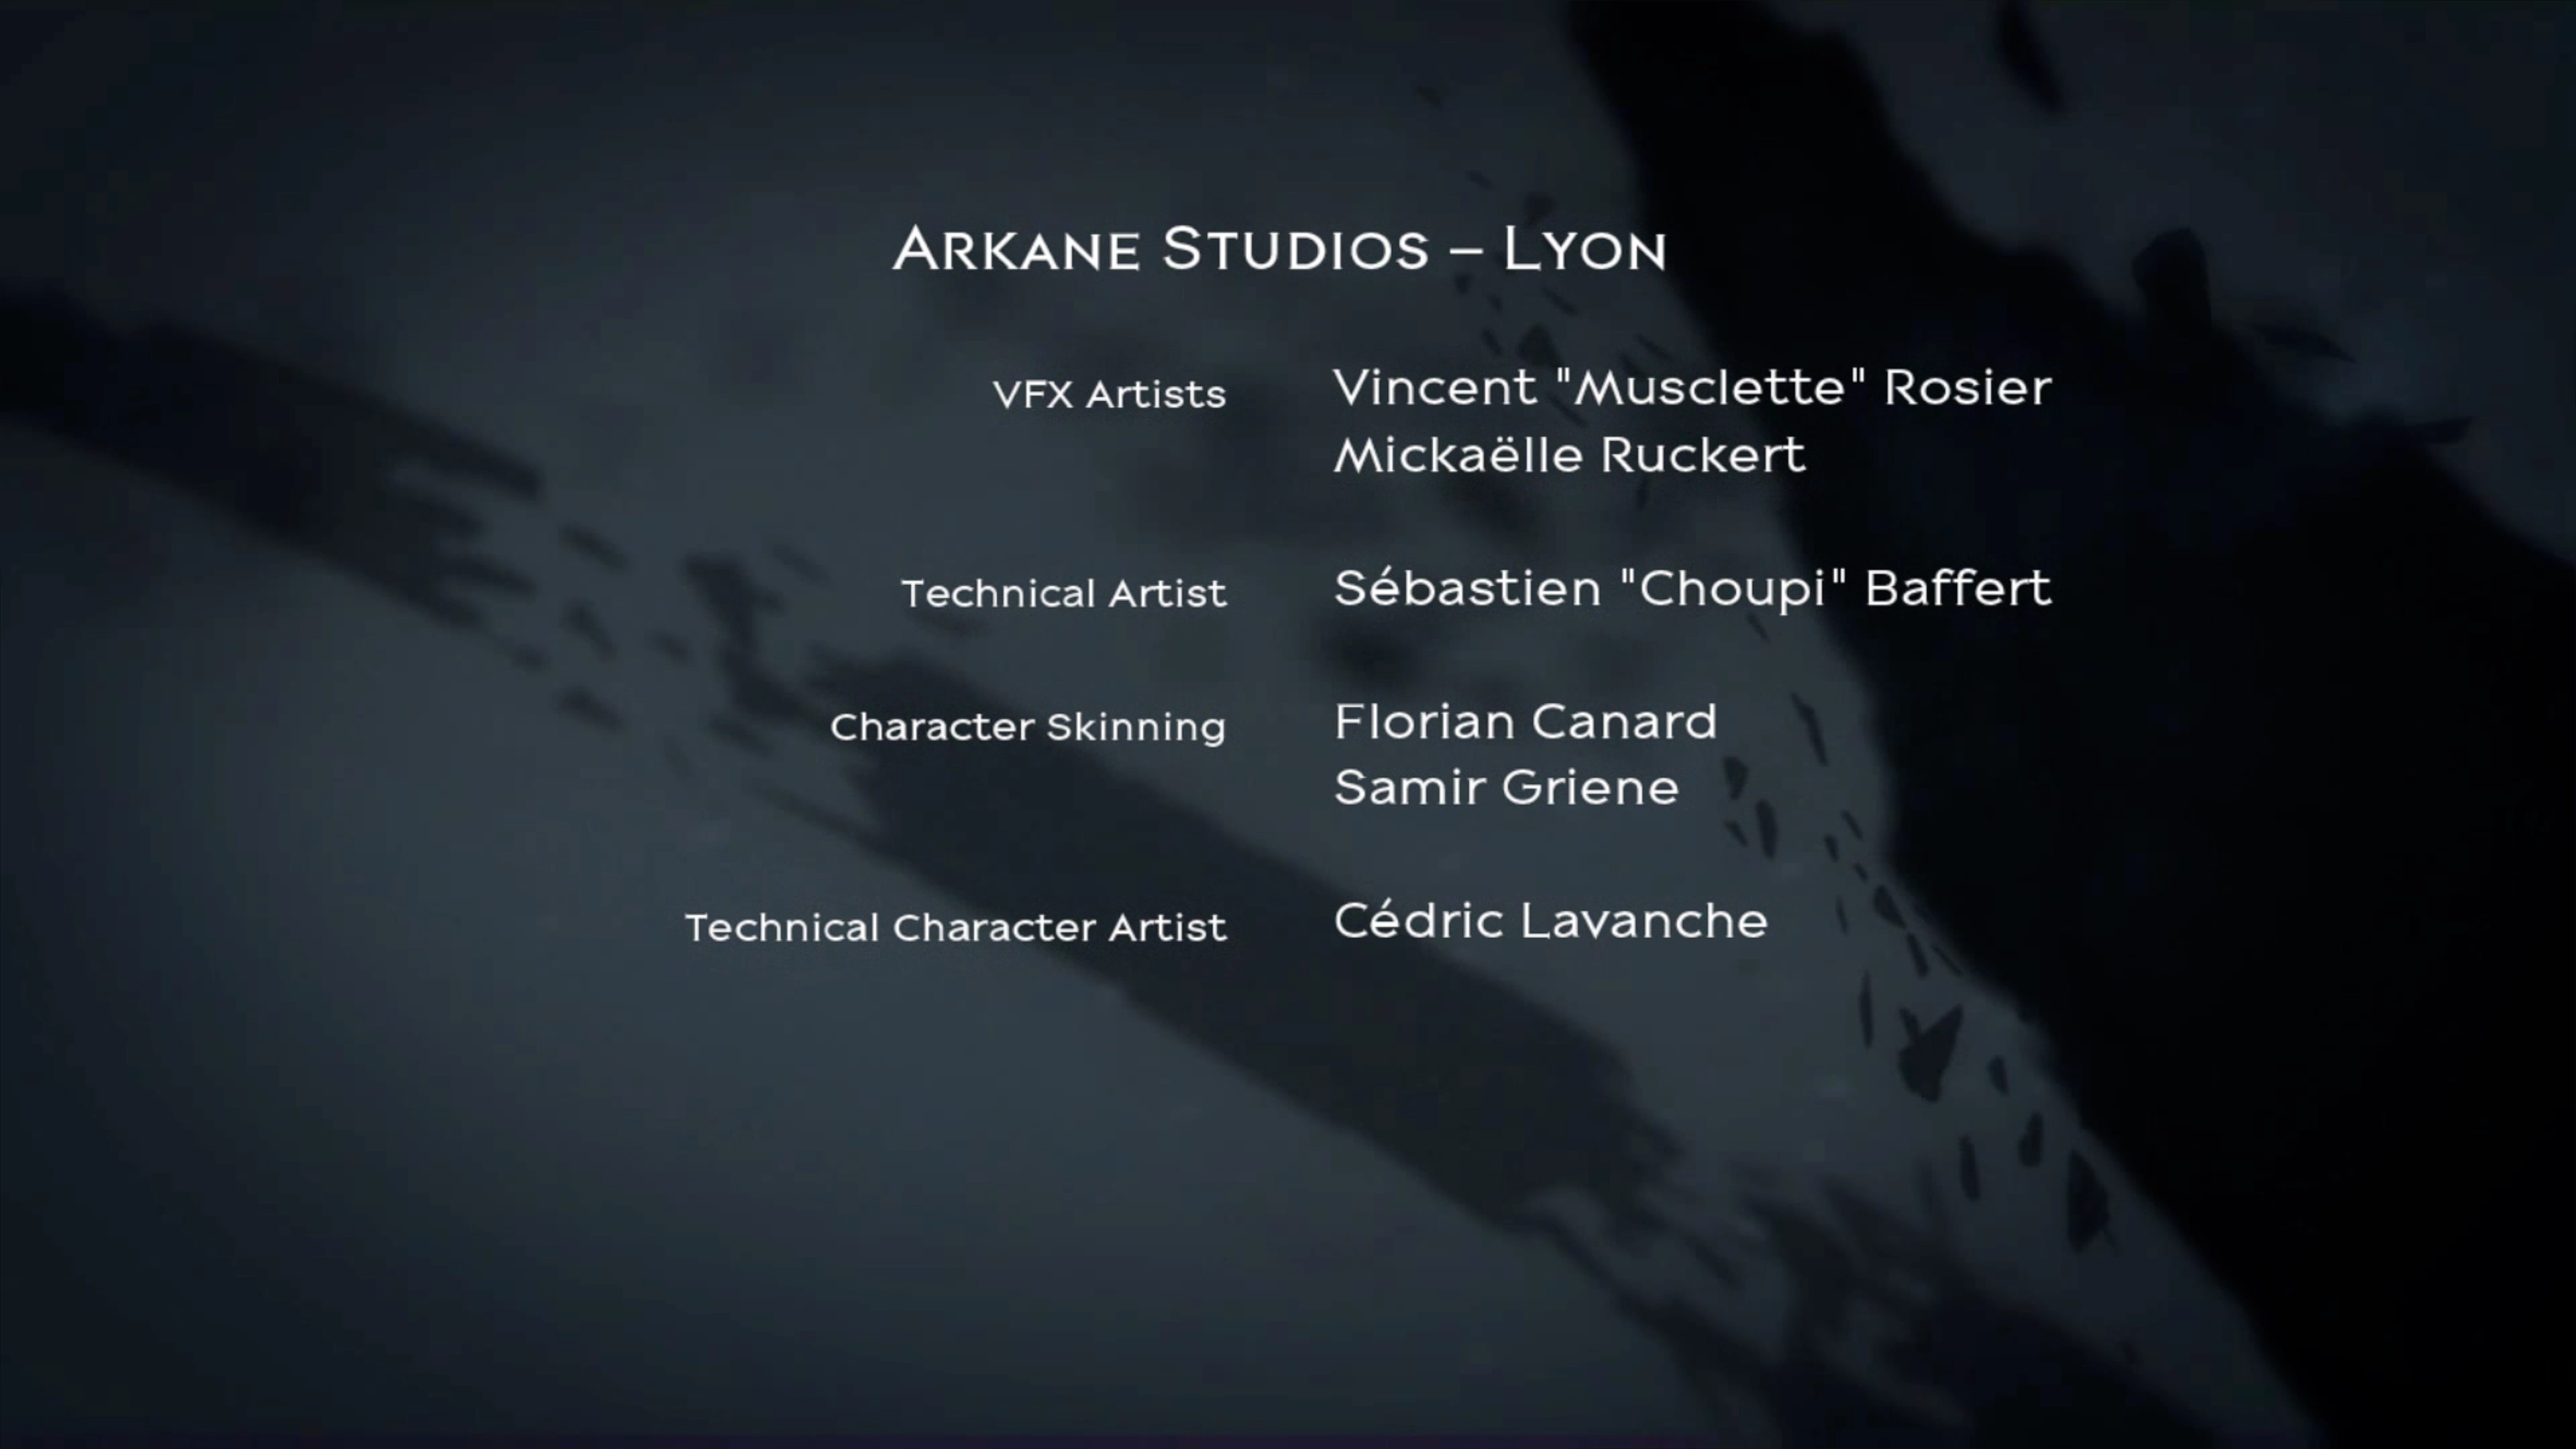 ARKANE STUDIOS – LYON
VFX Artists Vincent "Musclette" Rosier
Mickaëlle Ruckert
Technical Artist Sébastien "Choupi" Baffert
Character Skinning Florian Canard
Samir Griene
Technical Character Artist Cédric Lavanche